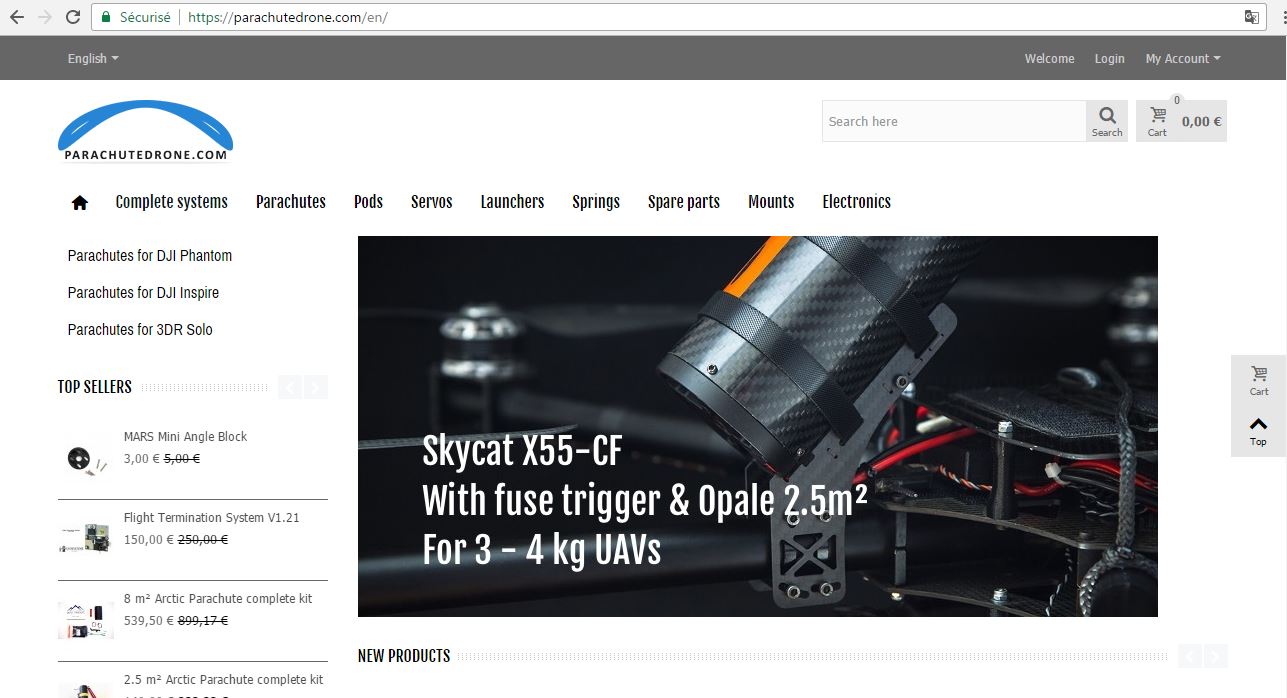 Sécurisé https://parachutedrone.com/en/
English
Welcome Login My Account
PARACHUTEDRONE.COM
Search here
Search
0
Cart
0,00 €
Complete systems Parachutes Pods Servos Launchers Springs Spare parts Mounts Electronics
Parachutes for DJI Phantom
Parachutes for DJI Inspire
Parachutes for 3DR Solo
TOP SELLERS
MARS Mini Angle Block
3,00 € 5,00 €
Flight Termination System V1.21
150,00 € 250,00 €
8 m² Arctic Parachute complete kit
539,50 € 899,17 €
2.5 m² Arctic Parachute complete kit
Skycat X55-CF
With fuse trigger & Opale 2.5m²
For 3 - 4 kg UAVs
Cart
Top
NEW PRODUCTS